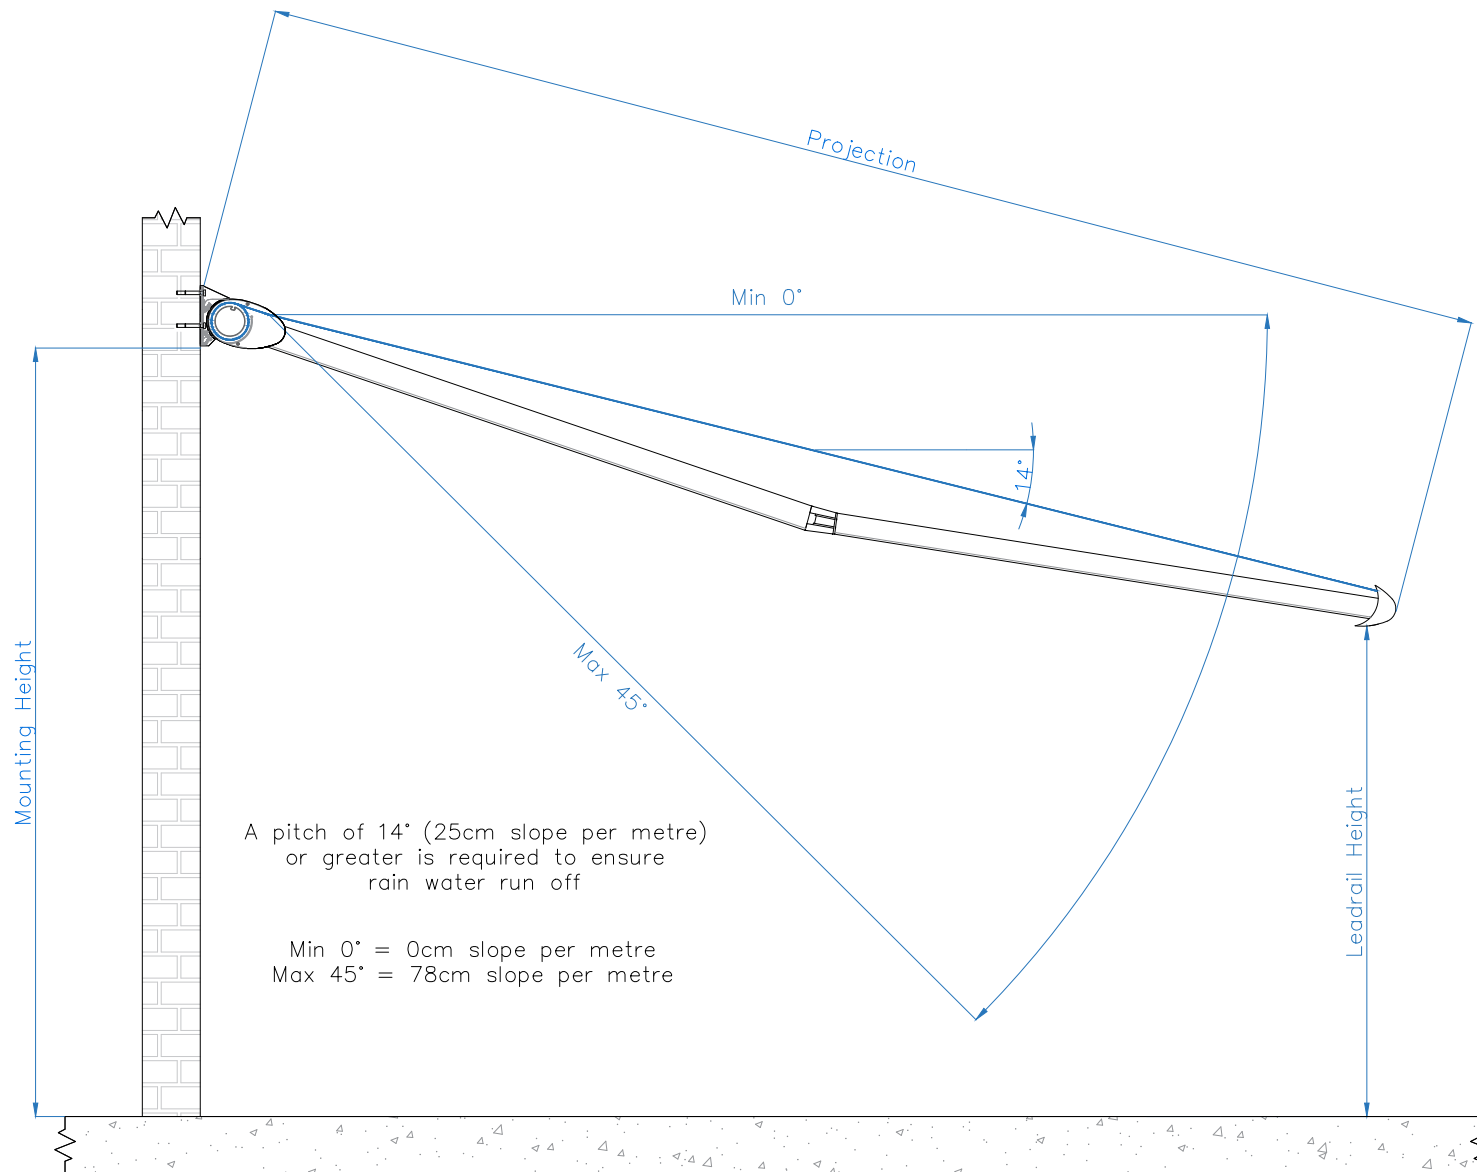 Projection
Min 0°
14°
Max 45°
Mounting Height
Leadrail Height
A pitch of 14° (25cm slope per metre)
or greater is required to ensure
rain water run off
Min 0° = 0cm slope per metre
Max 45° = 78cm slope per metre